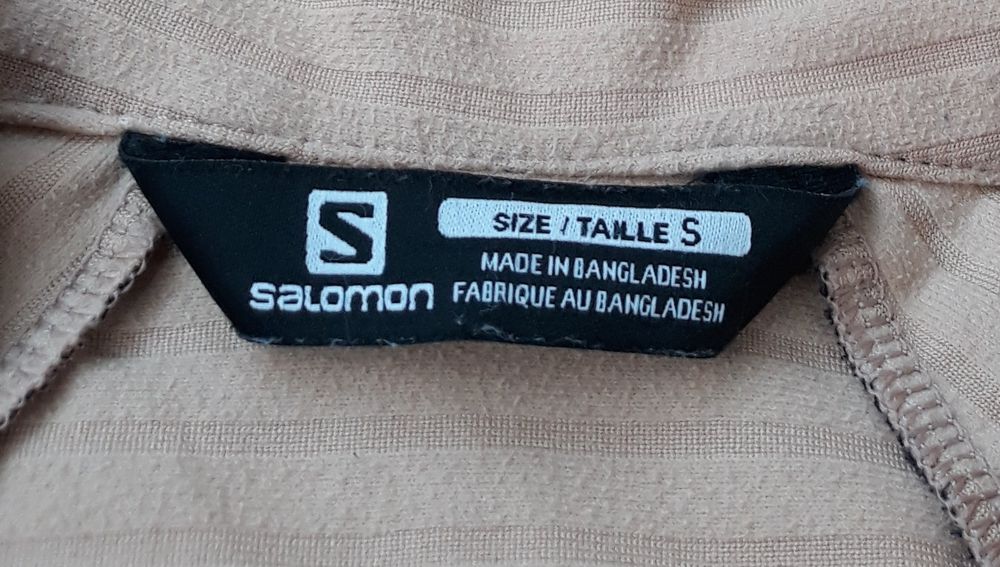 S
salomon
SIZE / TAILLE S
MADE IN BANGLADESH
FABRIQUE AU BANGLADESH